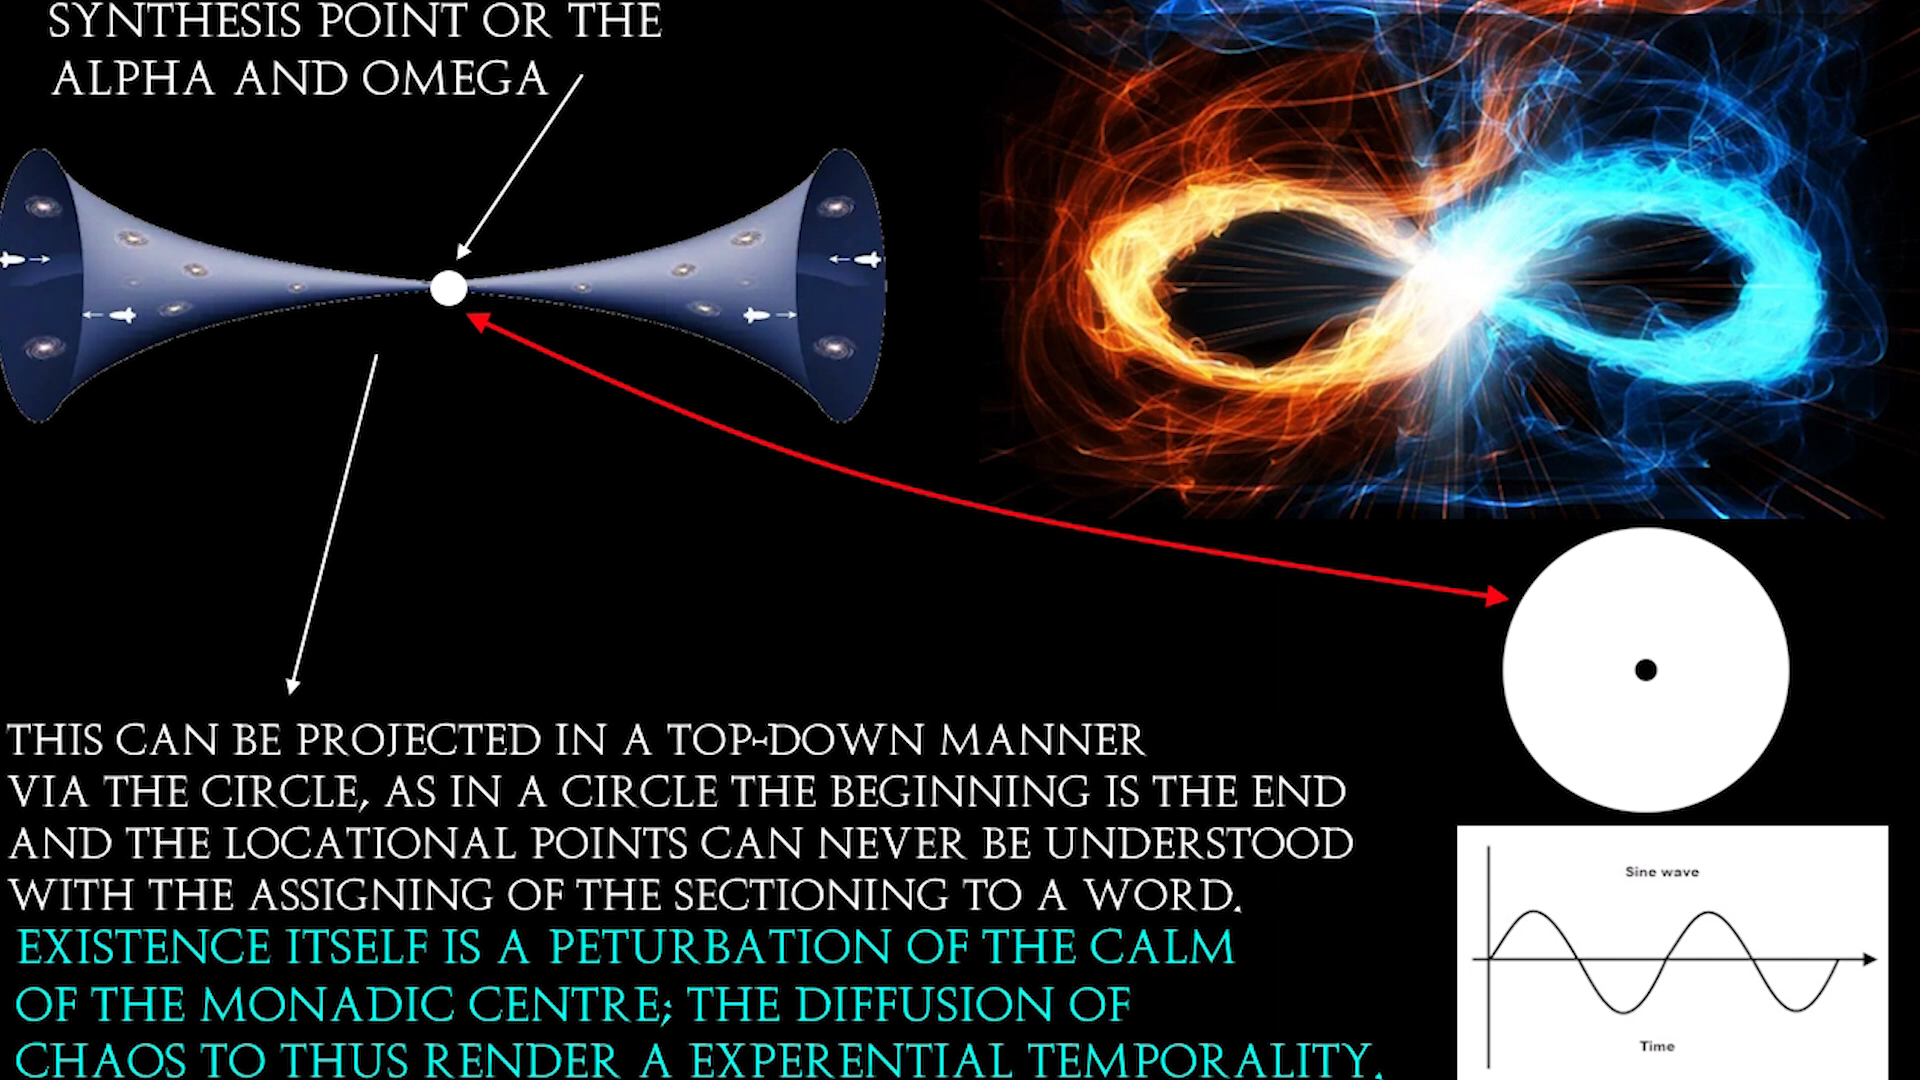 SYNTHESIS POINT OR THE
ALPHA AND OMEGA
THIS CAN BE PROJECTED IN A TOP-DOWN MANNER
VIA THE CIRCLE, AS IN A CIRCLE THE BEGINNING IS THE END
AND THE LOCATIONAL POINTS CAN NEVER BE UNDERSTOOD
WITH THE ASSIGNING OF THE SECTIONING TO A WORD.
EXISTENCE ITSELF IS A PETURBATION OF THE CALM
OF THE MONADIC CENTRE; THE DIFFUSION OF
CHAOS TO THUS RENDER A EXPERENTIAL TEMPORALITY.
Sine wave
Time